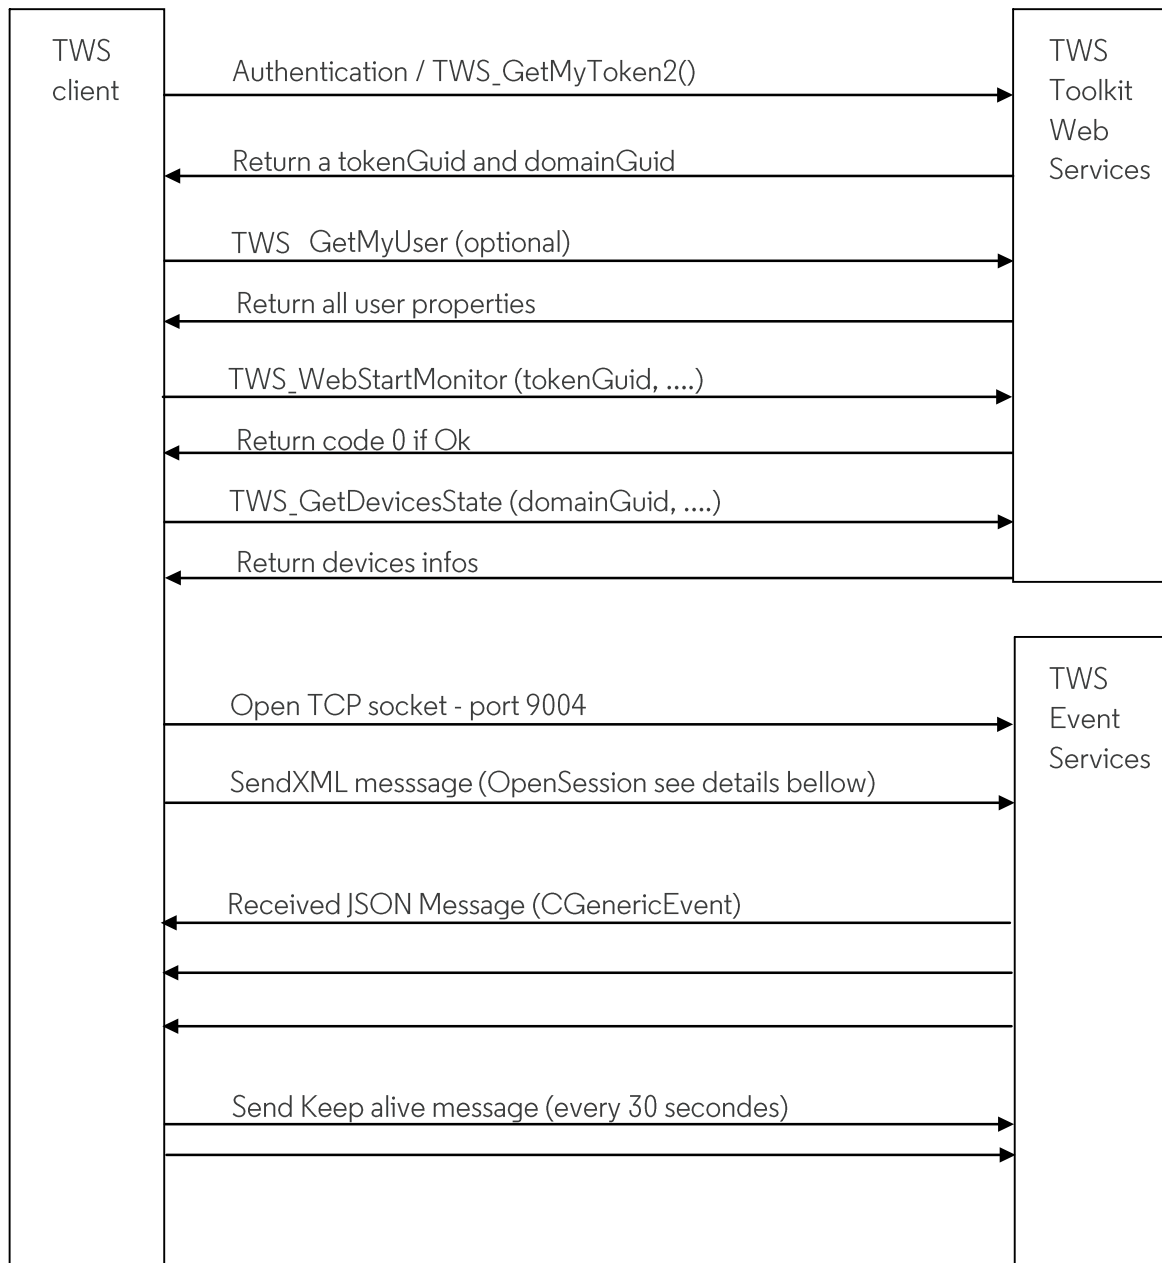 TWS
client
TWS
Toolkit
Web
Services
Authentication / TWS_GetMyToken2()
Return a tokenGuid and domainGuid
TWS GetMyUser (optional)
Return all user properties
TWS_WebStartMonitor (tokenGuid, ....)
Return code 0 if Ok
TWS_GetDevicesState (domainGuid, ....)
Return devices infos
TWS
Event
Services
Open TCP socket - port 9004
SendXML messsage (OpenSession see details bellow)
Received JSON Message (CGenericEvent)
Send Keep alive message (every 30 secondes)